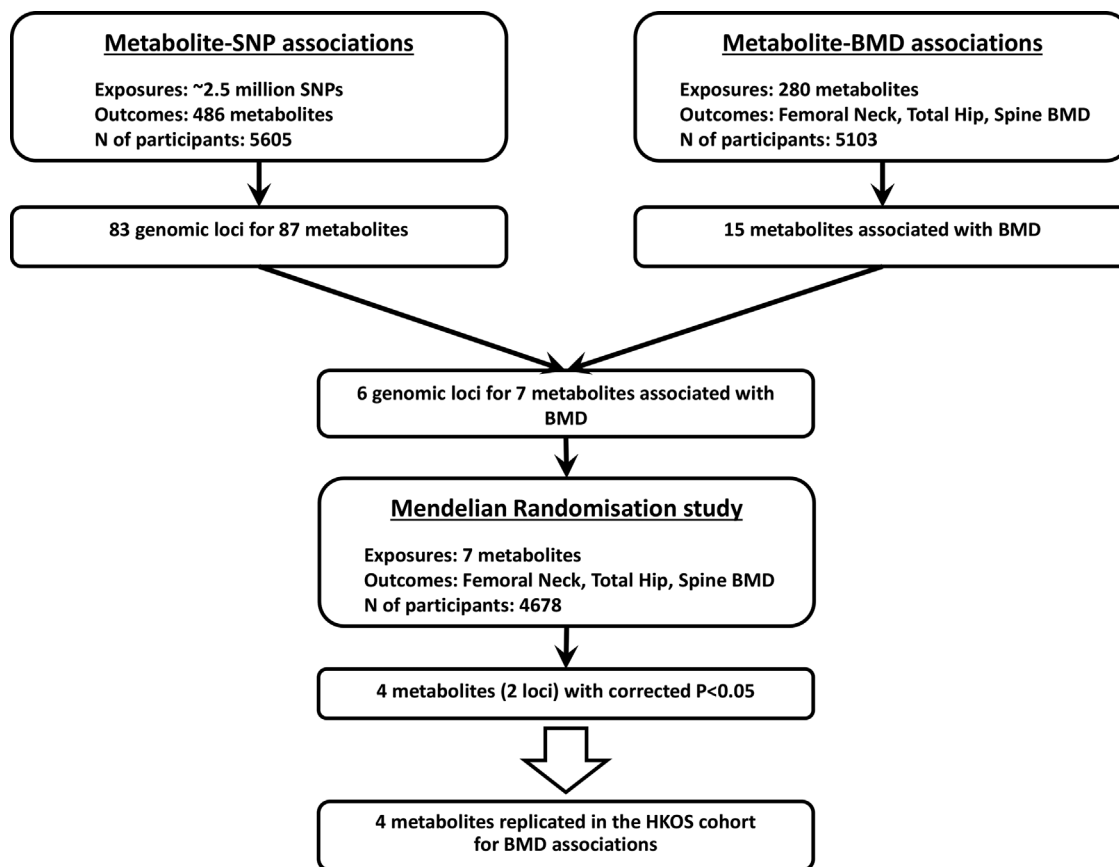 Metabolite-SNP associations
Exposures: ~2.5 million SNPs
Outcomes: 486 metabolites
N of participants: 5605
Metabolite-BMD associations
Exposures: 280 metabolites
Outcomes: Femoral Neck, Total Hip, Spine BMD
N of participants: 5103
83 genomic loci for 87 metabolites
15 metabolites associated with BMD
6 genomic loci for 7 metabolites associated with
BMD
Mendelian Randomisation study
Exposures: 7 metabolites
Outcomes: Femoral Neck, Total Hip, Spine BMD
N of participants: 4678
4 metabolites (2 loci) with corrected P<0.05
4 metabolites replicated in the HKOS cohort
for BMD associations